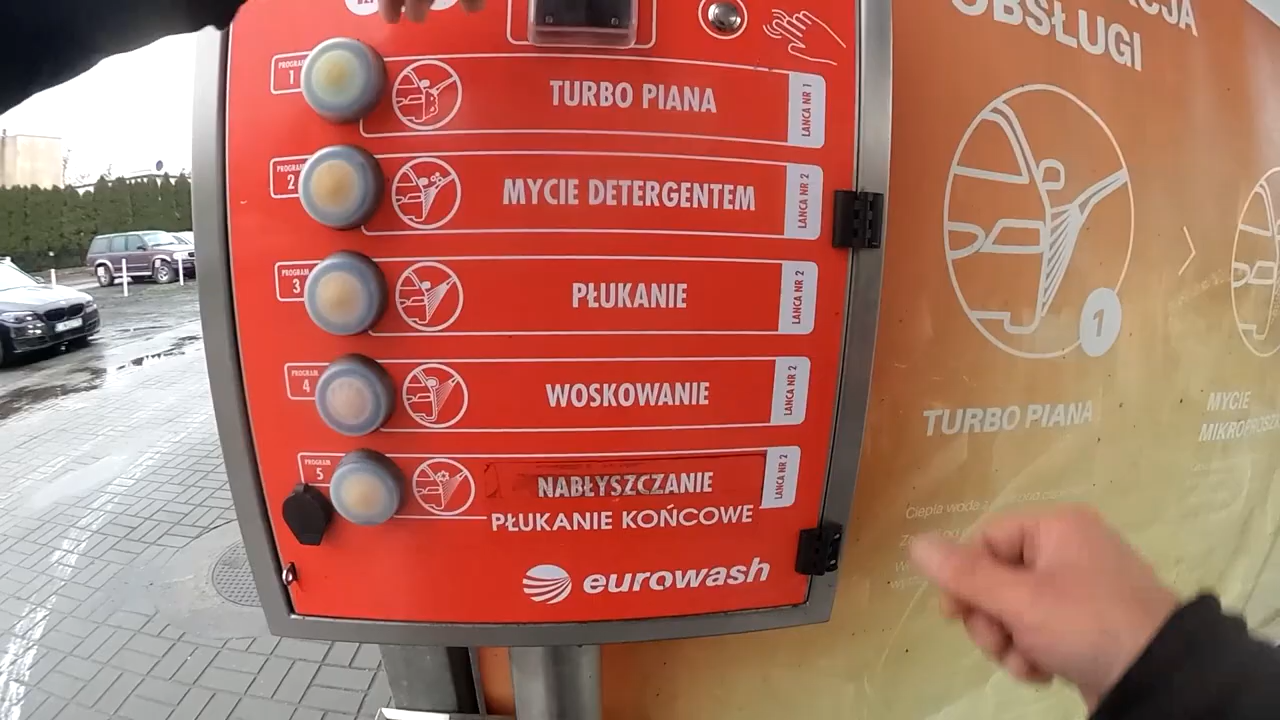 OBSŁUGI
PROGRAM
1
TURBO PIANA
LANCA NR 1
PROGRAM
2
MYCIE DETERGENTEM
LANCA NR 2
PROGRAM
3
PŁUKANIE
LANCA NR 2
PROGRAM
4
WOSKOWANIE
LANCA NR 2
PROGRAM
5
NABŁYSZCZANIE
LANCA NR 2
PŁUKANIE KOŃCOWE
eurowash
1
TURBO PIANA
MYCIE
Ciepła woda z